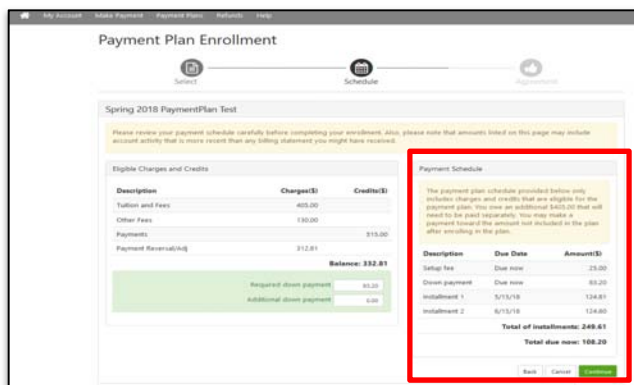 My Account Make Payment Payment Plans Refunds Help
Payment Plan Enrollment
Select Schedule Agreement
Spring 2018 PaymentPlan Test
Please review your payment schedule carefully before completing your enrollment. Also, please note that amounts listed on this page may include
account activity that is more recent than any billing statement you might have received.
Eligible Charges and Credits
Description Charges($) Credits($)
Tuition and Fees 405.00
Other Fees 130.00
Payments 515.00
Payment Reversal/Adj 312.81
Balance: 332.81
Required down payment 83.20
Additional down payment 0.00
Payment Schedule
The payment plan schedule provided below only
includes charges and credits that are eligible for the
payment plan. You owe an additional $405.00 that will
need to be paid separately. You may make a
payment toward the amount not included in the plan
after enrolling in the plan.
Description Due Date Amount($)
Setup fee Due now 25.00
Down payment Due now 83.20
Installment 1 5/15/18 124.81
Installment 2 6/15/18 124.80
Total of installments: 249.61
Total due now: 108.20
Back Cancel Continue